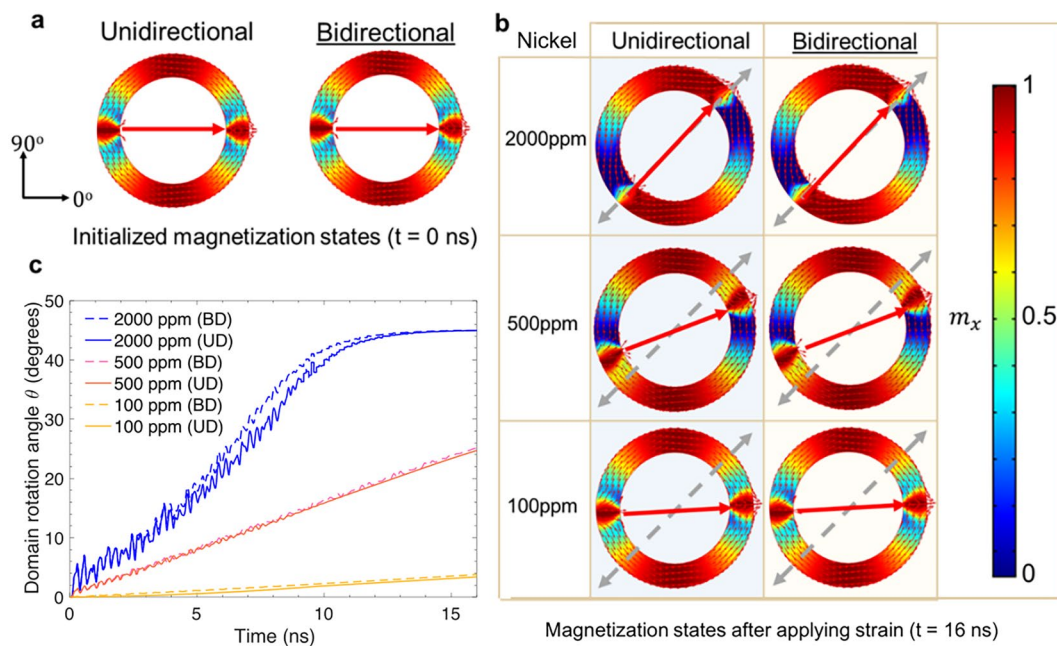 a
Unidirectional
Bidirectional
90°
0°
Initialized magnetization states (t = 0 ns)
b
Nickel
Unidirectional
Bidirectional
2000ppm
500ppm
100ppm
1
0.5
0
mₓ
Magnetization states after applying strain (t = 16 ns)
c
Domain rotation angle θ (degrees)
50
40
30
20
10
0
2000 ppm (BD)
2000 ppm (UD)
500 ppm (BD)
500 ppm (UD)
100 ppm (BD)
100 ppm (UD)
0
5
10
15
Time (ns)